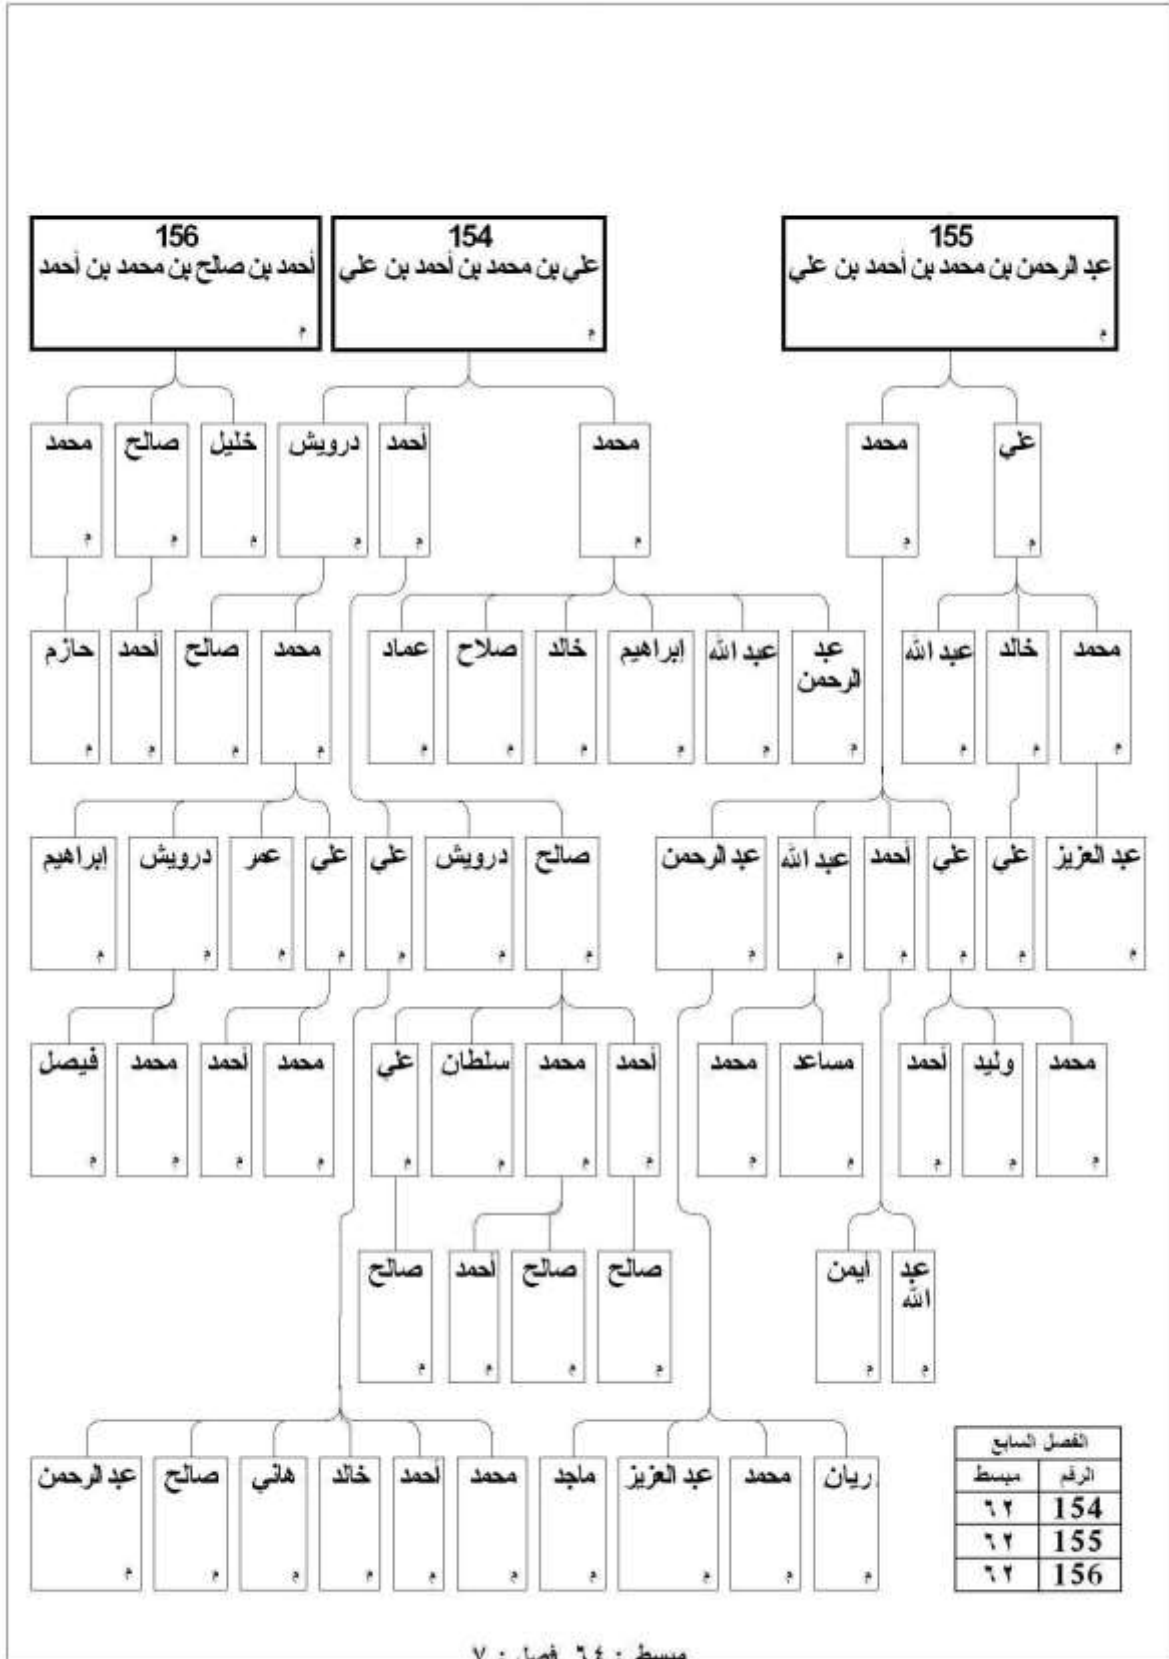 155
عبد الرحمن بن محمد بن أحمد بن علي
م
154
علي بن محمد بن أحمد بن علي
م
156
أحمد بن صالح بن محمد بن أحمد
م
علي
م
محمد
م
محمد
م
أحمد
م
درويش
م
خليل
م
صالح
م
محمد
م
محمد
م
خالد
م
عبد الله
م
عبد
الرحمن
م
عبد الله
م
إبراهيم
م
خالد
م
صلاح
م
عماد
م
محمد
م
صالح
م
أحمد
م
حازم
م
عبد العزيز
م
علي
م
علي
م
أحمد
م
عبد الله
م
عبد الرحمن
م
صالح
م
درويش
م
علي
م
علي
م
عمر
م
درويش
م
إبراهيم
م
محمد
م
وليد
م
أحمد
م
مساعد
م
محمد
م
أحمد
م
محمد
م
سلطان
م
علي
م
محمد
م
أحمد
م
محمد
م
فيصل
م
عبد
الله
م
أيمن
م
صالح
م
صالح
م
أحمد
م
صالح
م
ريان
م
محمد
م
عبد العزيز
م
ماجد
م
محمد
م
أحمد
م
خالد
م
هاني
م
صالح
م
عبد الرحمن
م
الفصل السابع
الرقم مبسط
154 ٦٢
155 ٦٢
156 ٦٢
مبسط : ٦٤ فصل : ٧